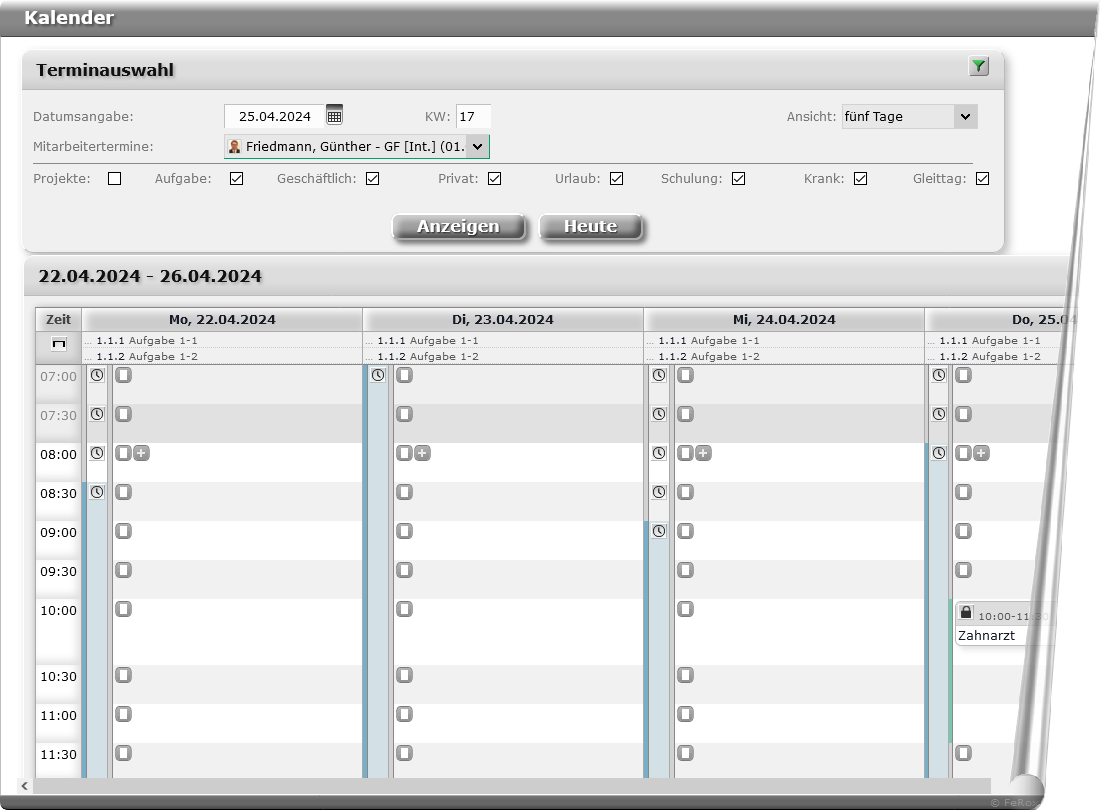 Kalender
Terminauswahl
Datumsangabe: 25.04.2024 KW: 17 Ansicht: fünf Tage
Mitarbeitertermine: Friedmann, Günther - GF [Int.] (01.
Projekte: Aufgabe: Geschäftlich: Privat: Urlaub: Schulung: Krank: Gleittag:
Anzeigen Heute
22.04.2024 - 26.04.2024
Zeit Mo, 22.04.2024 Di, 23.04.2024 Mi, 24.04.2024 Do, 25.04
... 1.1.1 Aufgabe 1-1 ... 1.1.1 Aufgabe 1-1 ... 1.1.1 Aufgabe 1-1 ... 1.1.1 Aufgabe 1-1
... 1.1.2 Aufgabe 1-2 ... 1.1.2 Aufgabe 1-2 ... 1.1.2 Aufgabe 1-2 ... 1.1.2 Aufgabe 1-2
07:00
07:30
08:00
08:30
09:00
09:30
10:00 10:00-11:30
Zahnarzt
10:30
11:00
11:30